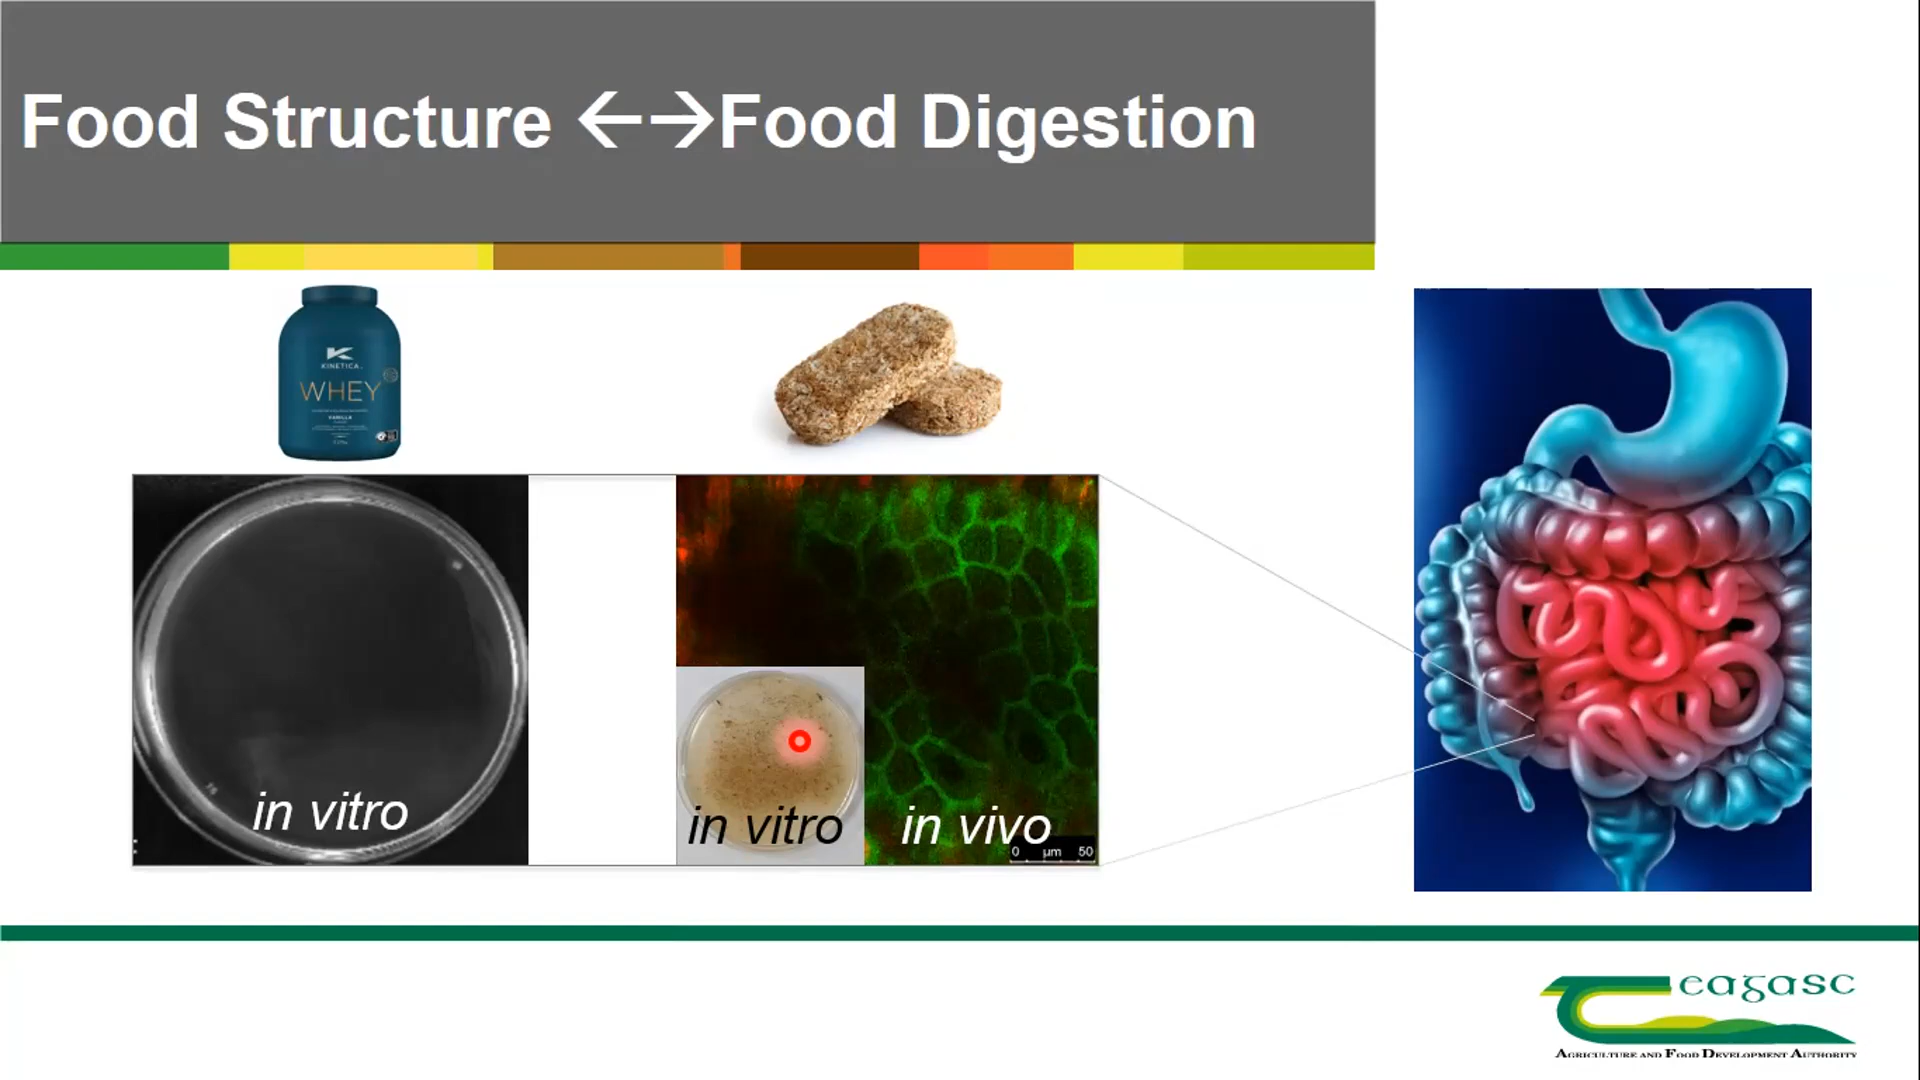 Food Structure ←→Food Digestion
KINETICA
WHEY
VANILLA
in vitro
in vitro
in vivo
0 µm 50
eagasc
AGRICULTURE AND FOOD DEVELOPMENT AUTHORITY